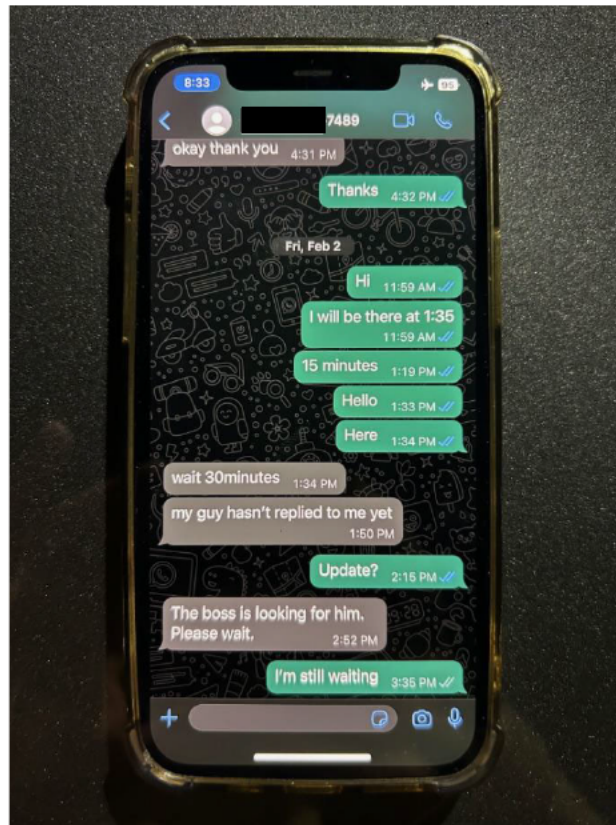 8:33
95
7489
okay thank you 4:31 PM
Thanks 4:32 PM
Fri, Feb 2
Hi 11:59 AM
I will be there at 1:35
11:59 AM
15 minutes 1:19 PM
Hello 1:33 PM
Here 1:34 PM
wait 30minutes 1:34 PM
my guy hasn't replied to me yet
1:50 PM
Update? 2:15 PM
The boss is looking for him.
Please wait. 2:52 PM
I'm still waiting 3:35 PM